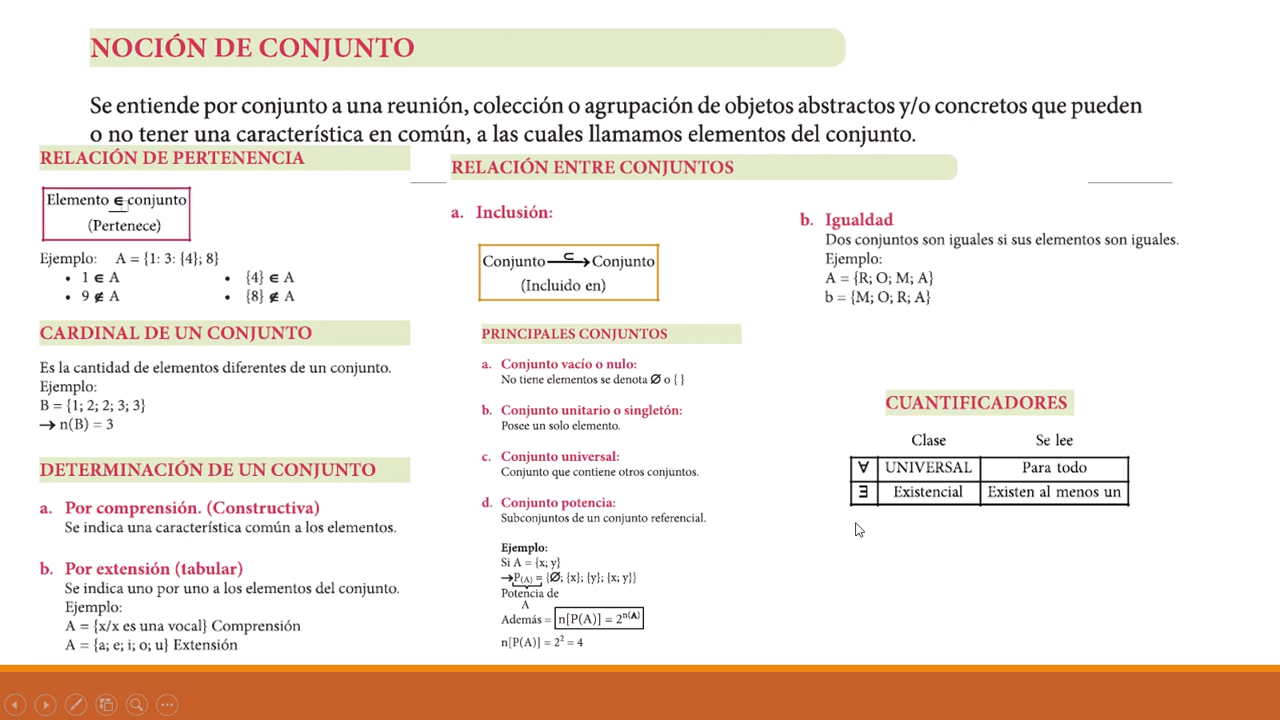 NOCIÓN DE CONJUNTO
Se entiende por conjunto a una reunión, colección o agrupación de objetos abstractos y/o concretos que pueden
o no tener una característica en común, a las cuales llamamos elementos del conjunto.
RELACIÓN DE PERTENENCIA
Elemento ∈ conjunto
(Pertenece)
Ejemplo: A = {1: 3: {4}; 8}
• 1 ∈ A • {4} ∈ A
• 9 ∉ A • {8} ∉ A
CARDINAL DE UN CONJUNTO
Es la cantidad de elementos diferentes de un conjunto.
Ejemplo:
B = {1; 2; 2; 3; 3}
→ n(B) = 3
DETERMINACIÓN DE UN CONJUNTO
a. Por comprensión. (Constructiva)
Se indica una característica común a los elementos.
b. Por extensión (tabular)
Se indica uno por uno a los elementos del conjunto.
Ejemplo:
A = {x/x es una vocal} Comprensión
A = {a; e; i; o; u} Extensión
RELACIÓN ENTRE CONJUNTOS
a. Inclusión:
Conjunto ⊂→ Conjunto
(Incluido en)
PRINCIPALES CONJUNTOS
a. Conjunto vacío o nulo:
No tiene elementos se denota Ø o { }
b. Conjunto unitario o singletón:
Posee un solo elemento.
c. Conjunto universal:
Conjunto que contiene otros conjuntos.
d. Conjunto potencia:
Subconjuntos de un conjunto referencial.
Ejemplo:
Si A = {x; y}
→P(A) = {Ø; {x}; {y}; {x; y}}
Potencia de
A
Además = n[P(A)] = 2ⁿ⁽ᴬ⁾
n[P(A)] = 2² = 4
b. Igualdad
Dos conjuntos son iguales si sus elementos son iguales.
Ejemplo:
A = {R; O; M; A}
b = {M; O; R; A}
CUANTIFICADORES
Clase Se lee
∀ UNIVERSAL Para todo
∃ Existencial Existen al menos un